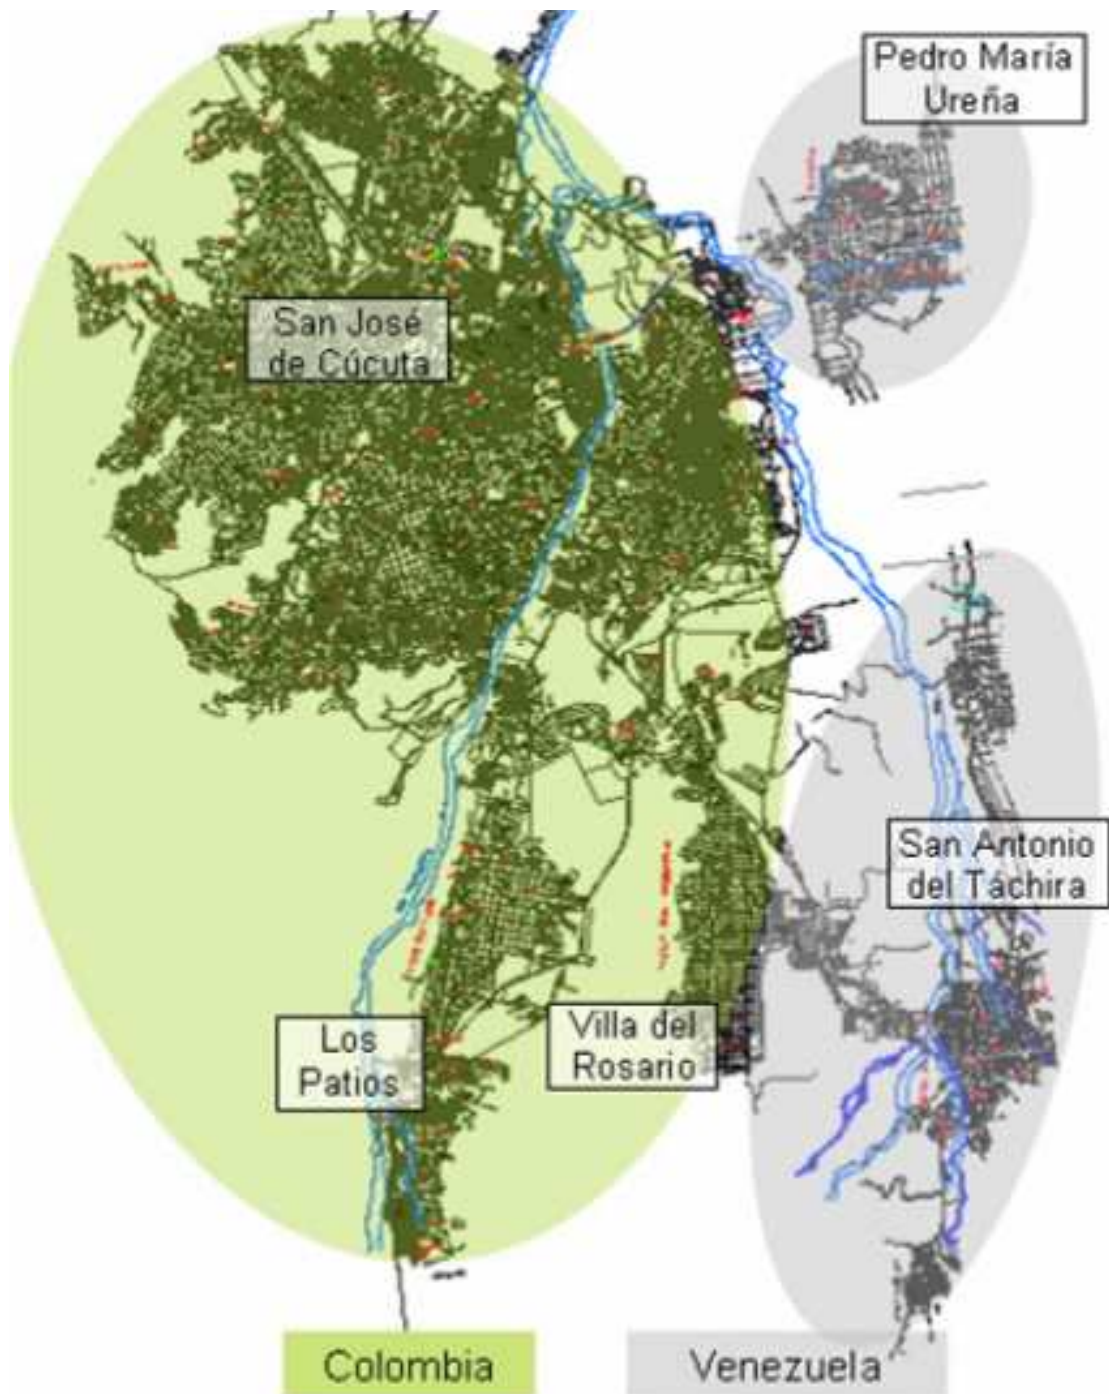 Pedro María
Ureña
San José
de Cúcuta
San Antonio
del Táchira
Los
Patios
Villa del
Rosario
Colombia
Venezuela